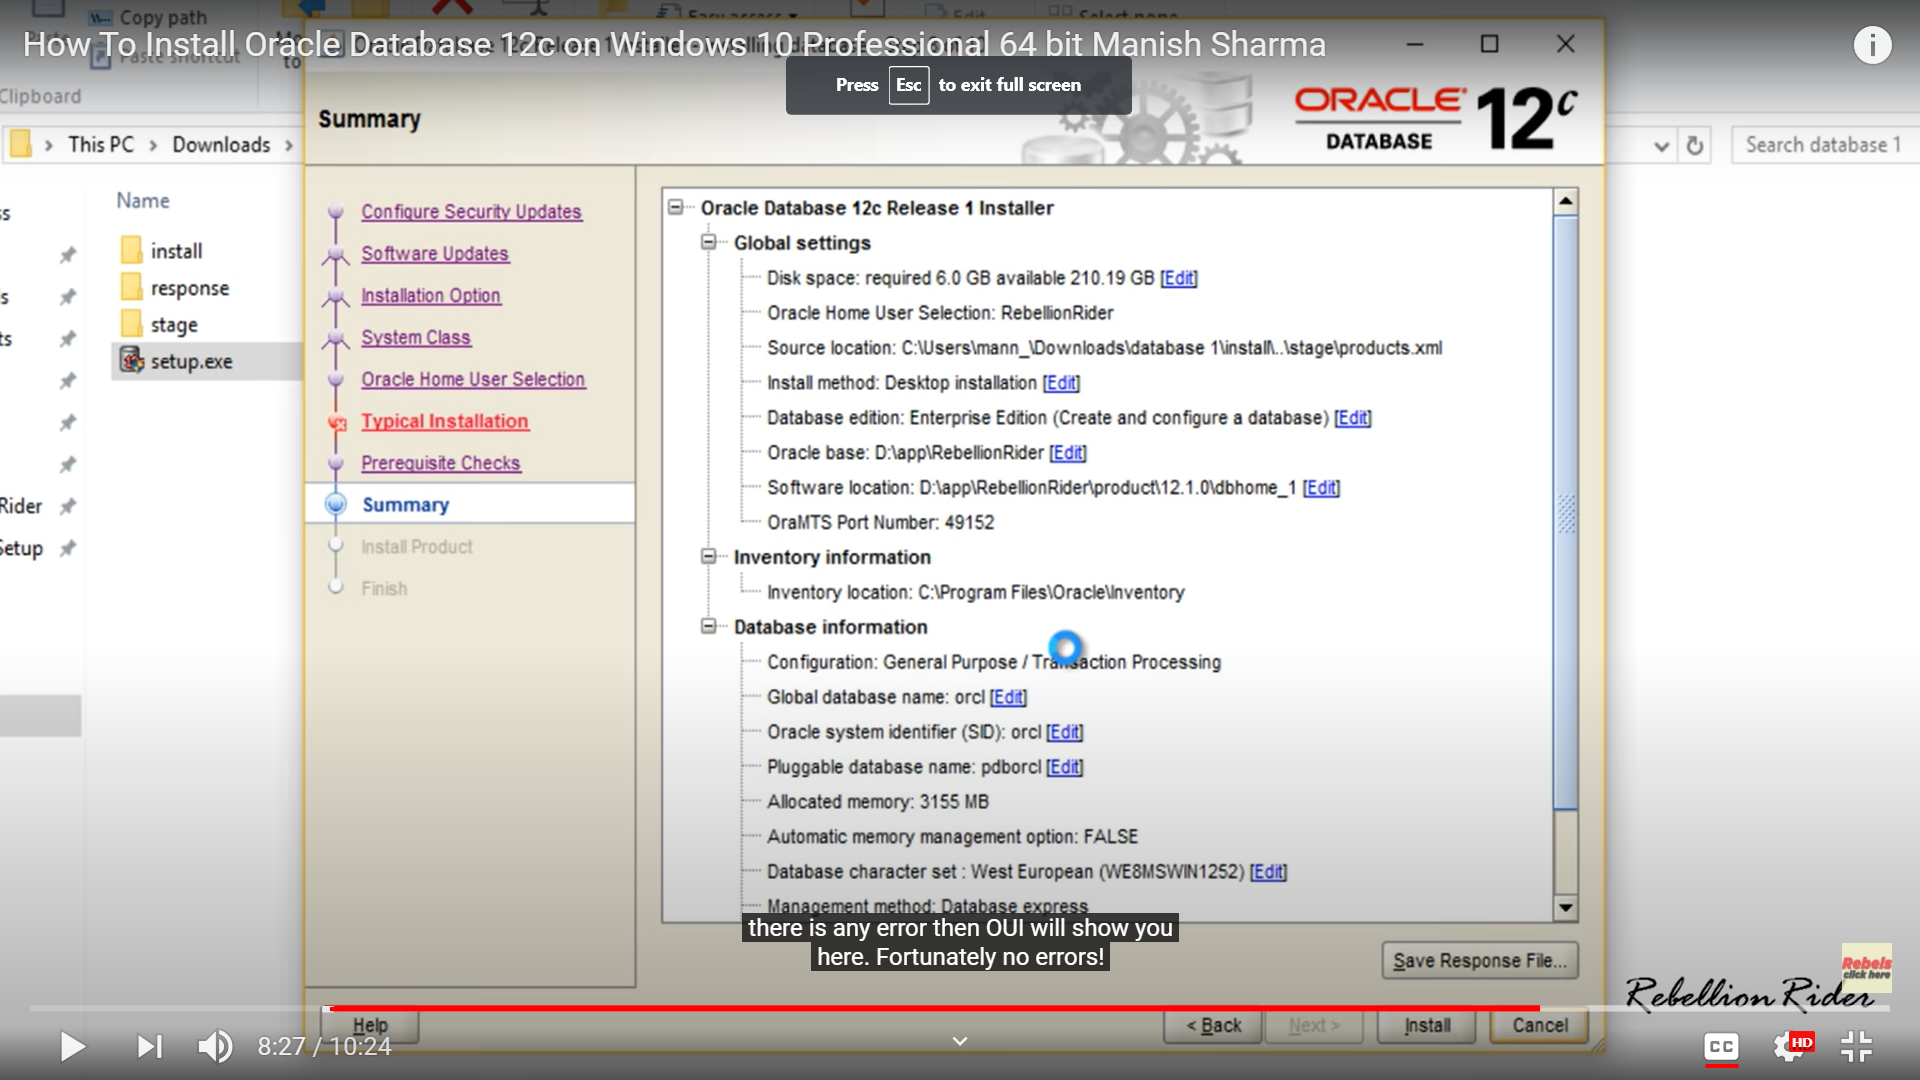 Copy path
Easy access
Edit
Select none
How To Install Oracle Database 12c on Windows 10 Professional 64 bit Manish Sharma
Paste shortcut
to
Press Esc to exit full screen
Clipboard
Summary
ORACLE
DATABASE
12c
This PC > Downloads >
Search database 1
Name
install
response
stage
setup.exe
Rider
Setup
Configure Security Updates
Software Updates
Installation Option
System Class
Oracle Home User Selection
Typical Installation
Prerequisite Checks
Summary
Install Product
Finish
Oracle Database 12c Release 1 Installer
Global settings
Disk space: required 6.0 GB available 210.19 GB [Edit]
Oracle Home User Selection: RebellionRider
Source location: C:\Users\mann_\Downloads\database 1\install\..\stage\products.xml
Install method: Desktop installation [Edit]
Database edition: Enterprise Edition (Create and configure a database) [Edit]
Oracle base: D:\app\RebellionRider [Edit]
Software location: D:\app\RebellionRider\product\12.1.0\dbhome_1 [Edit]
OraMTS Port Number: 49152
Inventory information
Inventory location: C:\Program Files\Oracle\Inventory
Database information
Configuration: General Purpose / Transaction Processing
Global database name: orcl [Edit]
Oracle system identifier (SID): orcl [Edit]
Pluggable database name: pdborcl [Edit]
Allocated memory: 3155 MB
Automatic memory management option: FALSE
Database character set : West European (WE8MSWIN1252) [Edit]
Management method: Database express
there is any error then OUI will show you
here. Fortunately no errors!
Save Response File...
Rebels
click here
Rebellion Rider
Help
< Back
Next >
Install
Cancel
8:27 / 10:24
CC
HD